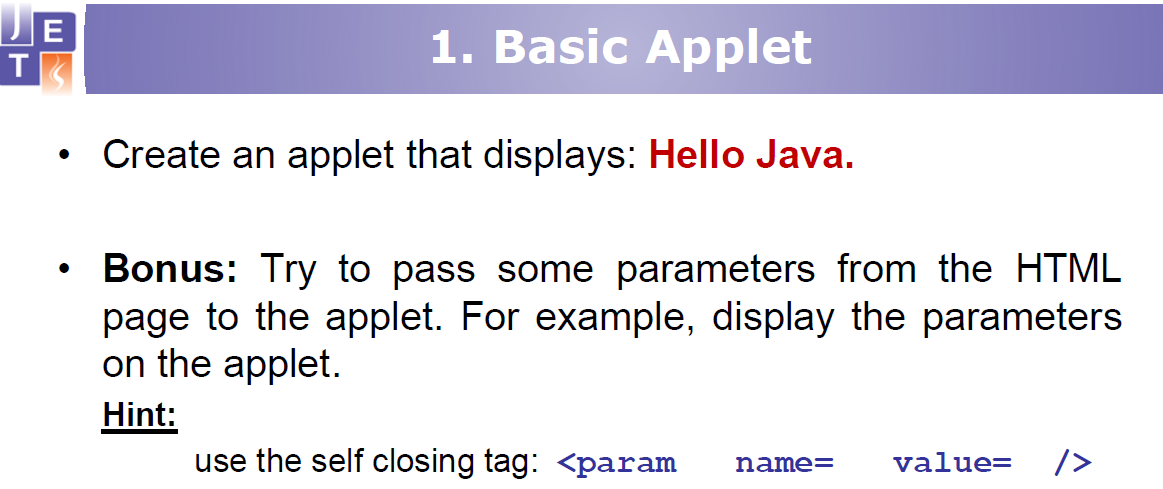 J E
T
1. Basic Applet
• Create an applet that displays: Hello Java.
• Bonus: Try to pass some parameters from the HTML
page to the applet. For example, display the parameters
on the applet.
Hint:
use the self closing tag: <param name= value= />